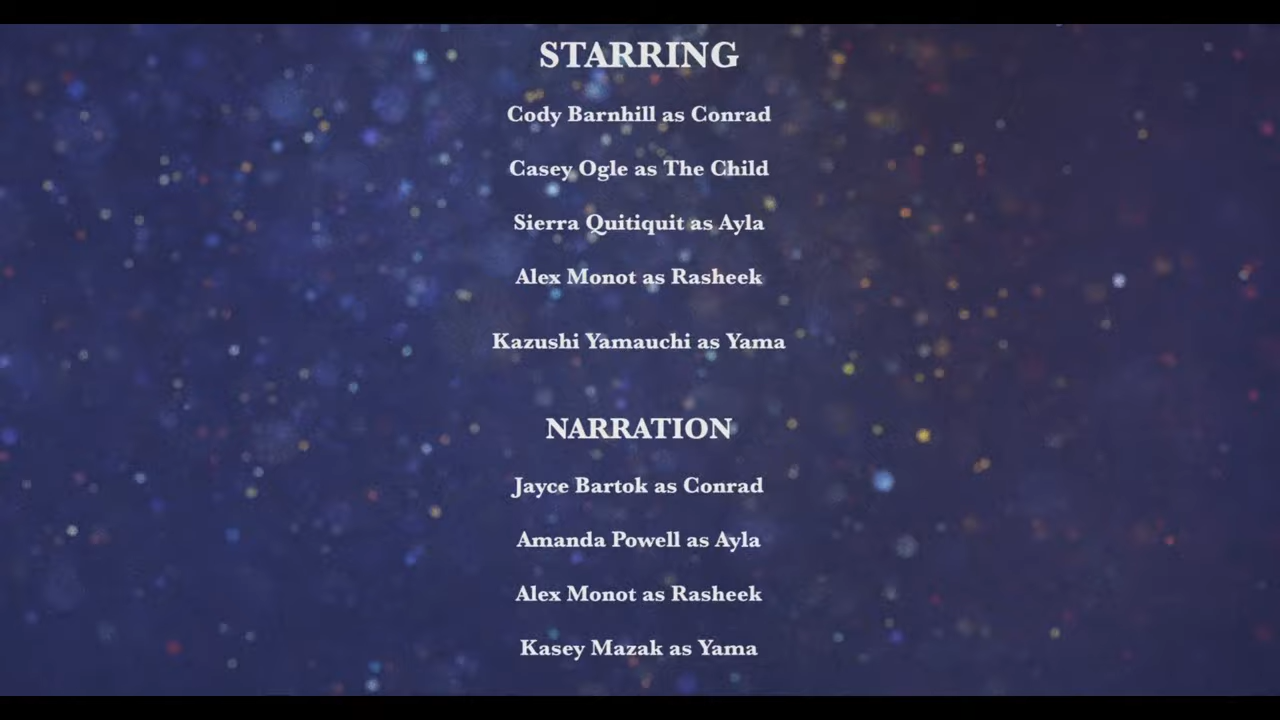 STARRING
Cody Barnhill as Conrad
Casey Ogle as The Child
Sierra Quitiquit as Ayla
Alex Monot as Rasheek
Kazushi Yamauchi as Yama
NARRATION
Jayce Bartok as Conrad
Amanda Powell as Ayla
Alex Monot as Rasheek
Kasey Mazak as Yama